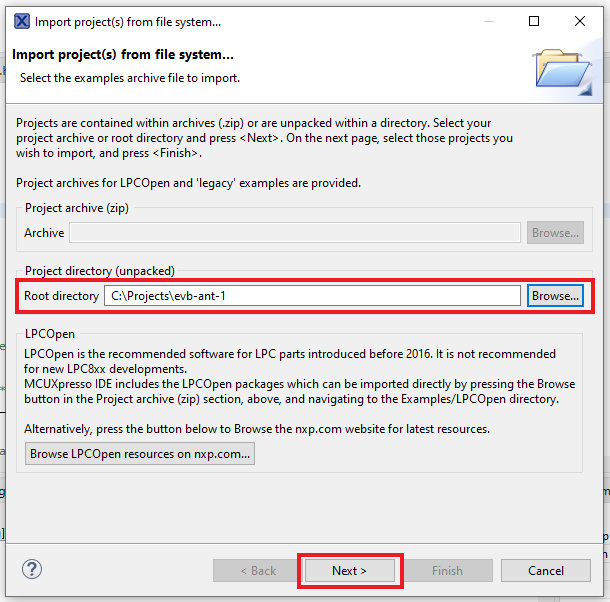 Import project(s) from file system...
Import project(s) from file system...
Select the examples archive file to import.
Projects are contained within archives (.zip) or are unpacked within a directory. Select your
project archive or root directory and press <Next>. On the next page, select those projects you
wish to import, and press <Finish>.
Project archives for LPCOpen and 'legacy' examples are provided.
Project archive (zip)
Archive
Browse...
Project directory (unpacked)
Root directory C:\Projects\evb-ant-1 Browse...
LPCOpen
LPCOpen is the recommended software for LPC parts introduced before 2016. It is not recommended
for new LPC8xx developments.
MCUXpresso IDE includes the LPCOpen packages which can be imported directly by pressing the Browse
button in the Project archive (zip) section, above, and navigating to the Examples/LPCOpen directory.
Alternatively, press the button below to Browse the nxp.com website for latest resources.
Browse LPCOpen resources on nxp.com...
? < Back Next > Finish Cancel